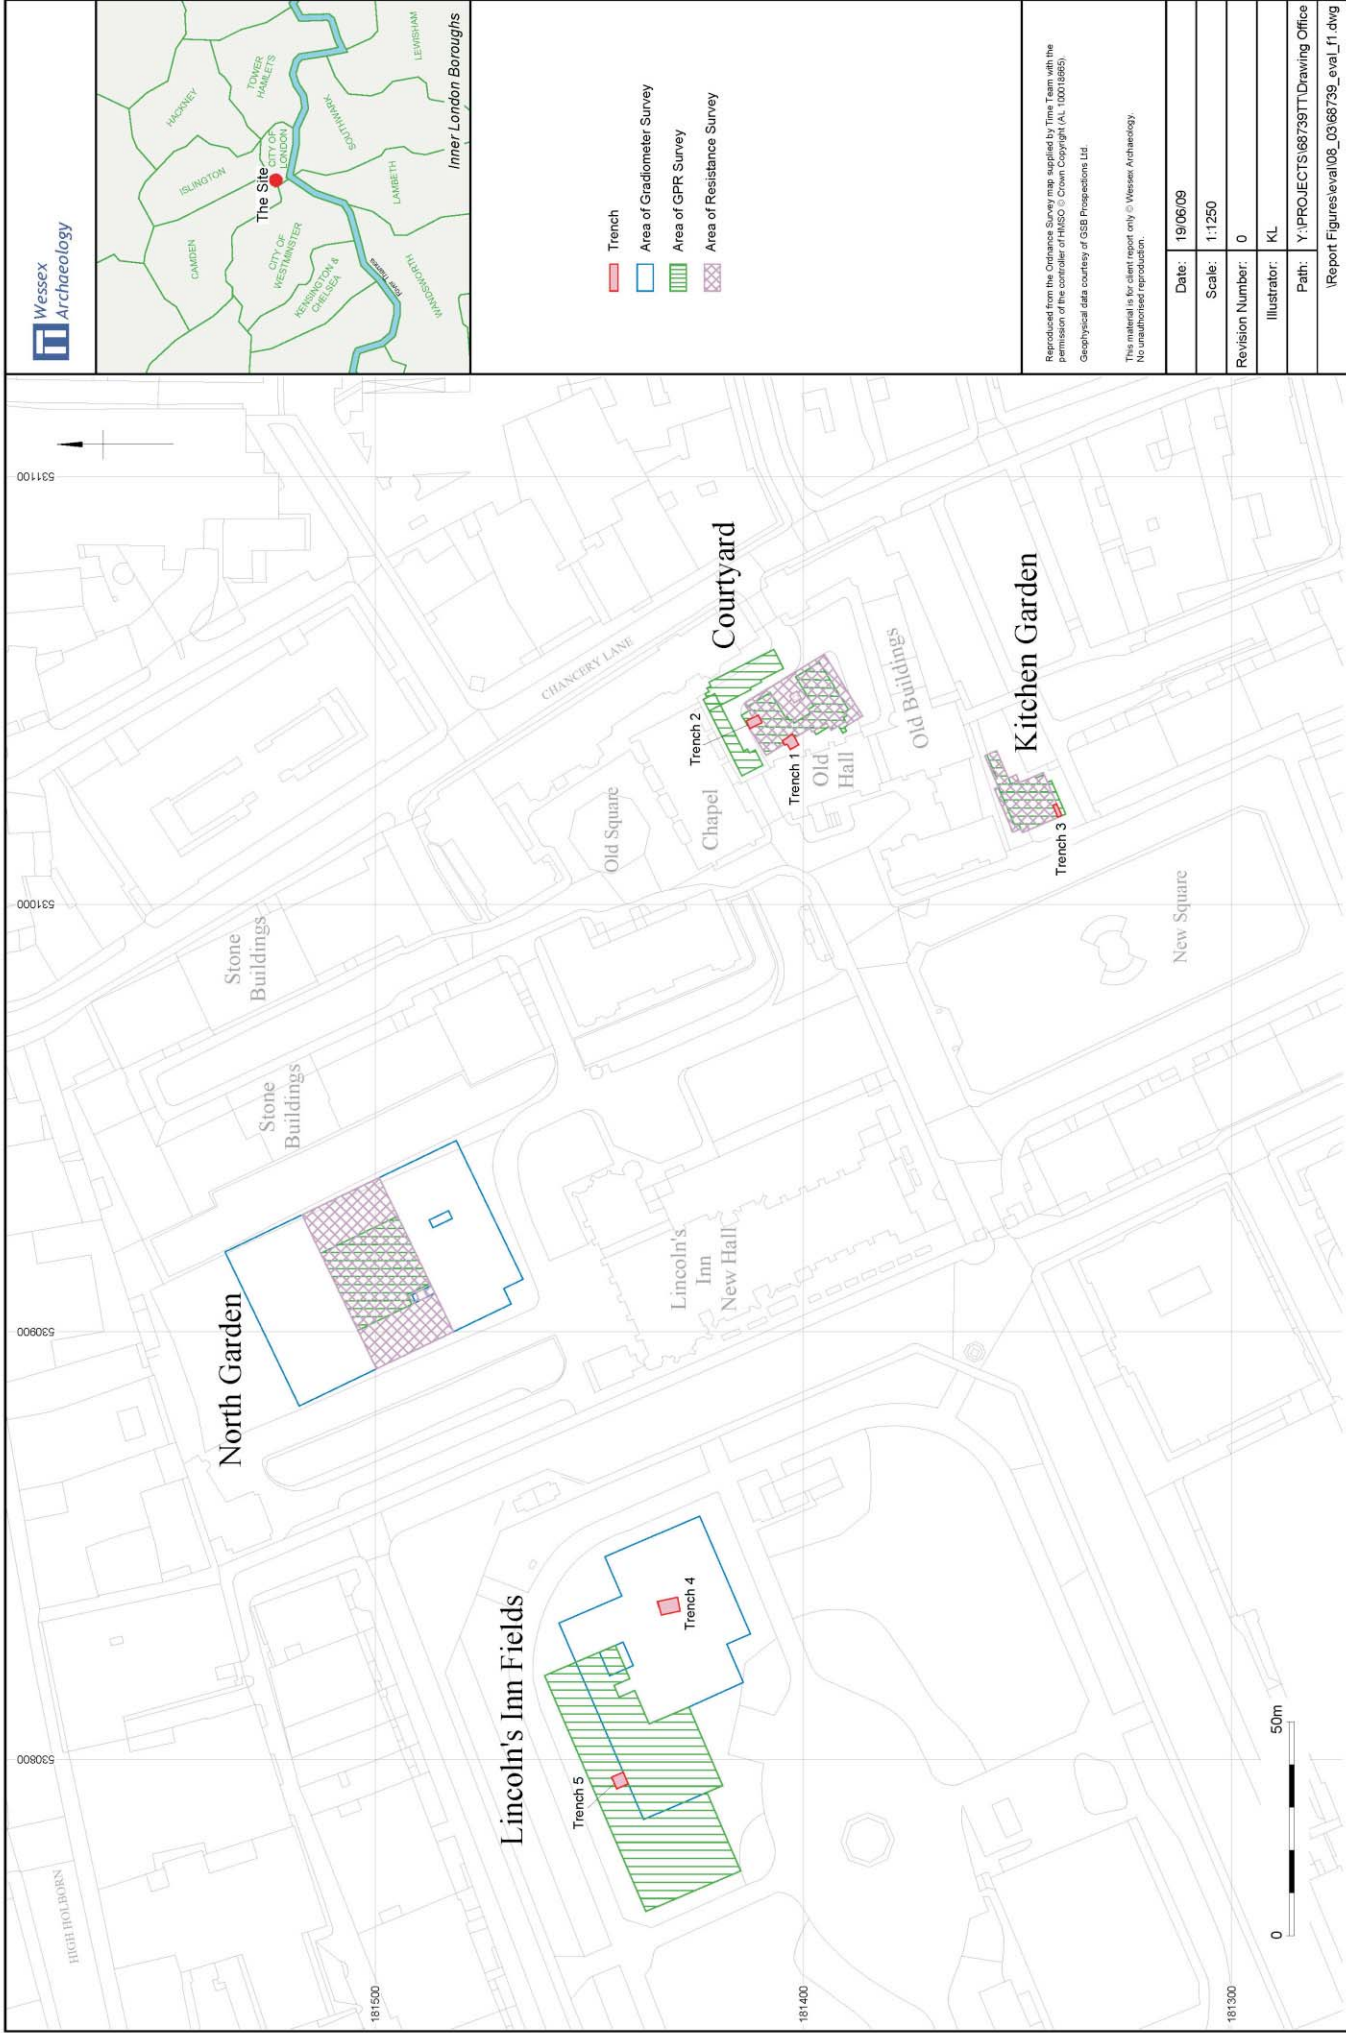 Wessex
Archaeology
HACKNEY
TOWER
HAMLETS
ISLINGTON
CITY OF
LONDON
The Site
CAMDEN
CITY OF
WESTMINSTER
KENSINGTON &
CHELSEA
SOUTHWARK
LEWISHAM
LAMBETH
WANDSWORTH
River Thames
Inner London Boroughs
Trench
Area of Gradiometer Survey
Area of GPR Survey
Area of Resistance Survey
Reproduced from the Ordnance Survey map supplied by Time Team with the
permission of the controller of HMSO © Crown Copyright (AL 100018665).
Geophysical data courtesy of GSB Prospections Ltd.
This material is for client report only © Wessex Archaeology.
No unauthorised reproduction.
Date: 19/06/09
Scale: 1:1250
Revision Number: 0
Illustrator: KL
Path: Y:\PROJECTS\68739TT\Drawing Office
\Report Figures\eval\08_03\68739_eval_f1.dwg
530800
530900
531000
531100
181500
181400
181300
HIGH HOLBORN
North Garden
Stone
Buildings
Stone
Buildings
CHANCERY LANE
Lincoln's Inn Fields
Trench 5
Trench 4
Lincoln's
Inn
New Hall
Old Square
Chapel
Trench 2
Courtyard
Trench 1
Old
Hall
Old Buildings
Kitchen Garden
Trench 3
New Square
0
50m